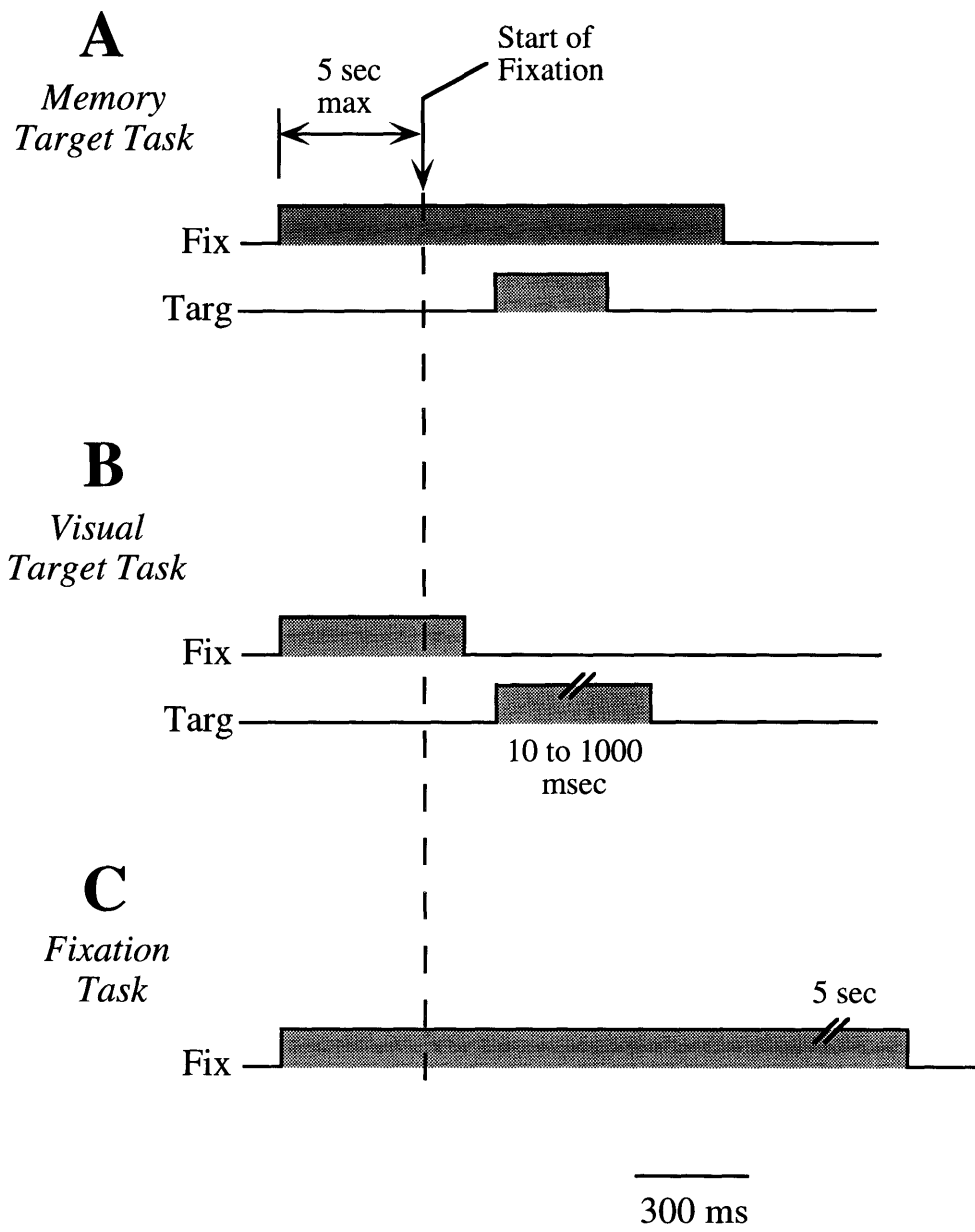 A
Memory
Target Task
5 sec
max
Start of
Fixation
Fix
Targ
B
Visual
Target Task
Fix
Targ
10 to 1000
msec
C
Fixation
Task
5 sec
Fix
300 ms